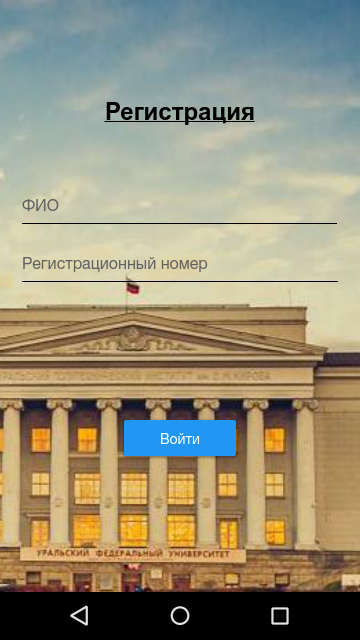 Регистрация
ФИО
Регистрационный номер
УРАЛЬСКИЙ ПОЛИТЕХНИЧЕСКИЙ ИНСТИТУТ им. С.М. КИРОВА
Войти
УРАЛЬСКИЙ ФЕДЕРАЛЬНЫЙ УНИВЕРСИТЕТ